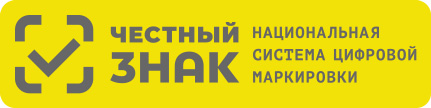 ЧЕСТНЫЙ
ЗНАК
НАЦИОНАЛЬНАЯ
СИСТЕМА ЦИФРОВОЙ
МАРКИРОВКИ